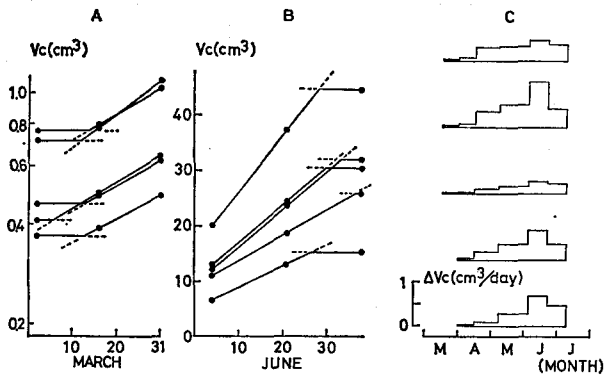 A
B
C
Vc(cm3)
Vc(cm3)
1,0
0,8
0,6
0,4
0,2
10
20
31
MARCH
40
30
20
10
0
10
20
30
JUNE
ΔVc(cm3/day)
1
0
M A M J J
(MONTH)